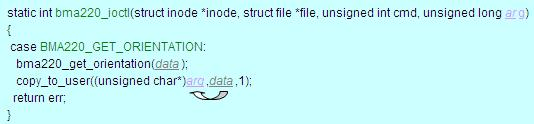 static int bma220_ioctl(struct inode *inode, struct file *file, unsigned int cmd, unsigned long arg)
{
case BMA220_GET_ORIENTATION:
bma220_get_orientation(data);
copy_to_user((unsigned char*)arg,data,1);
return err;
}